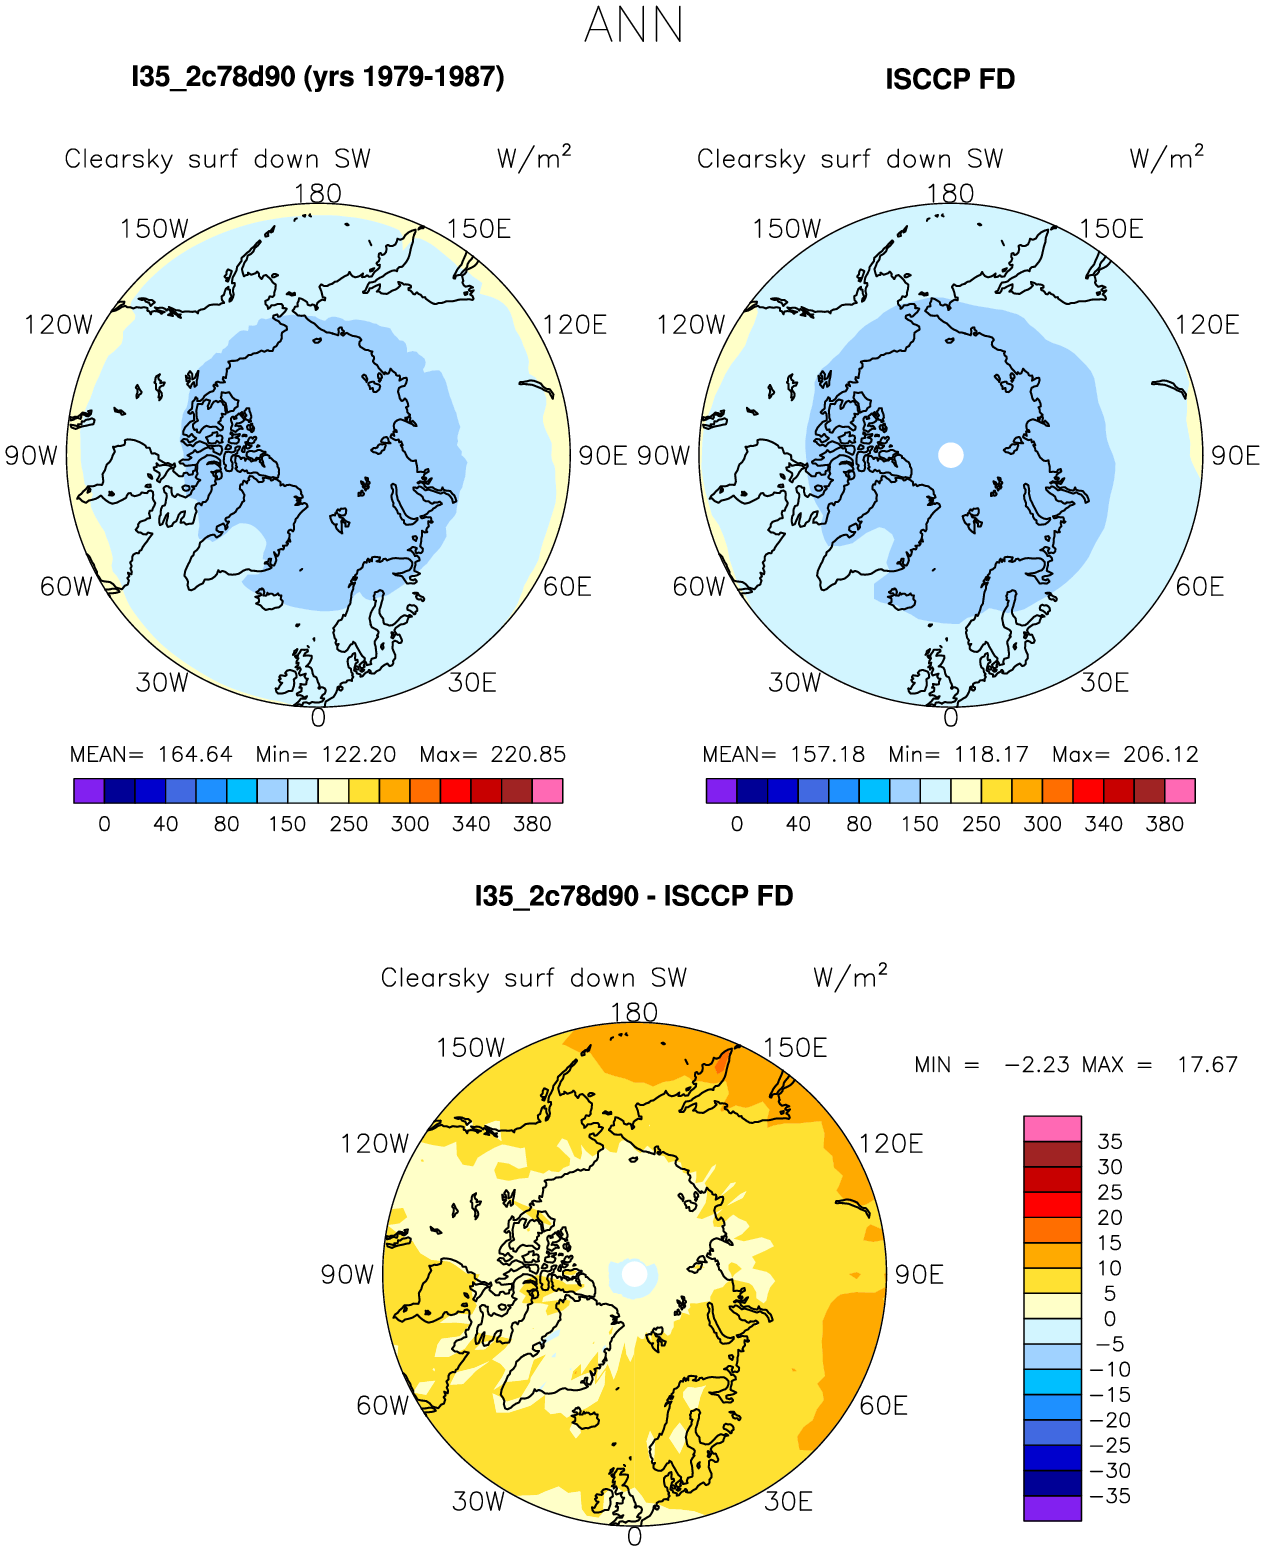 ANN
I35_2c78d90 (yrs 1979-1987)
ISCCP FD
Clearsky surf down SW W/m²
Clearsky surf down SW W/m²
180
150W 150E
120W 120E
90W 90E
60W 60E
30W 30E
0
180
150W 150E
120W 120E
90W 90E
60W 60E
30W 30E
0
MEAN= 164.64 Min= 122.20 Max= 220.85
0 40 80 150 250 300 340 380
MEAN= 157.18 Min= 118.17 Max= 206.12
0 40 80 150 250 300 340 380
I35_2c78d90 - ISCCP FD
Clearsky surf down SW W/m²
180
150W 150E
120W 120E
90W 90E
60W 60E
30W 30E
0
MIN = −2.23 MAX = 17.67
35
30
25
20
15
10
5
0
−5
−10
−15
−20
−25
−30
−35